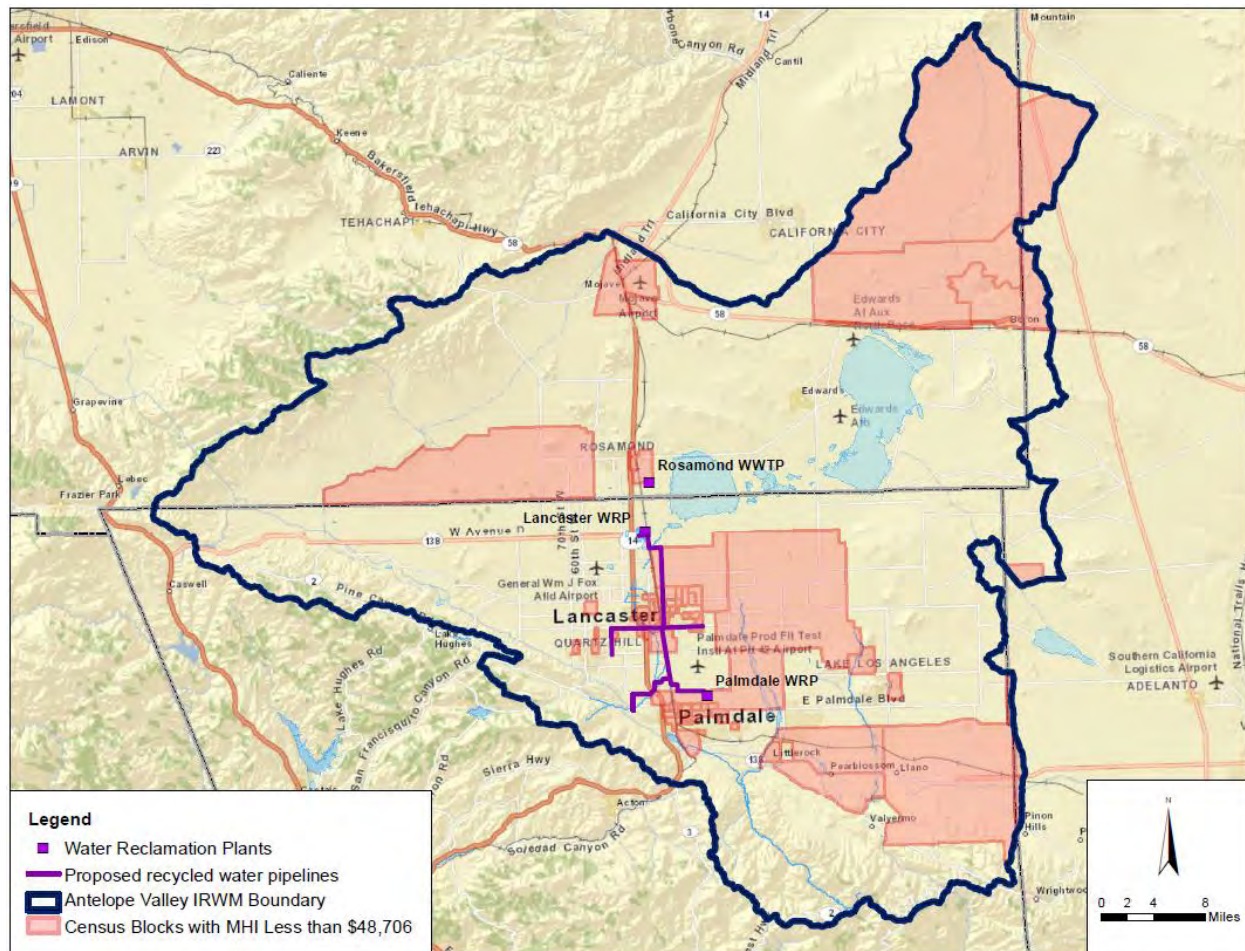 14
Mountain
Edison
Canyon Rd
Cantil
Airport
Midland Trl
Caliente
LAMONT
Keene
ARVIN
223
Bakersfield
Tehachapi Hwy
TEHACHAPI
California City Blvd
58
CALIFORNIA CITY
Midland Trl
Mojave
Mojave
Airport
58
Edwards
Af Aux
North Base
Boron
58
Edwards
Edwards
Afb
Grapevine
ROSAMOND
Rosamond WWTP
Lebec
Frazier Park
70th St
60th St
Lancaster WRP
W Avenue D
138
14
General Wm J Fox
Afld Airport
2
Caswell
Lancaster
Lake
Hughes
QUARTZ HILL
Palmdale Prod Flt Test
Instl Af Plt 42 Airport
LAKE LOS ANGELES
Southern California
Logistics Airport
ADELANTO
Lake Hughes Rd
San Francisquito Canyon Rd
Palmdale WRP
E Palmdale Blvd
Palmdale
Littlerock
138
Pearblossom
Llano
Sierra Hwy
Acton
Valyermo
Pinon
Hills
Soledad Canyon Rd
3
2
Wrightwood
Legend
Water Reclamation Plants
Proposed recycled water pipelines
Antelope Valley IRWM Boundary
Census Blocks with MHI Less than $48,706
N
0 2 4 8
Miles